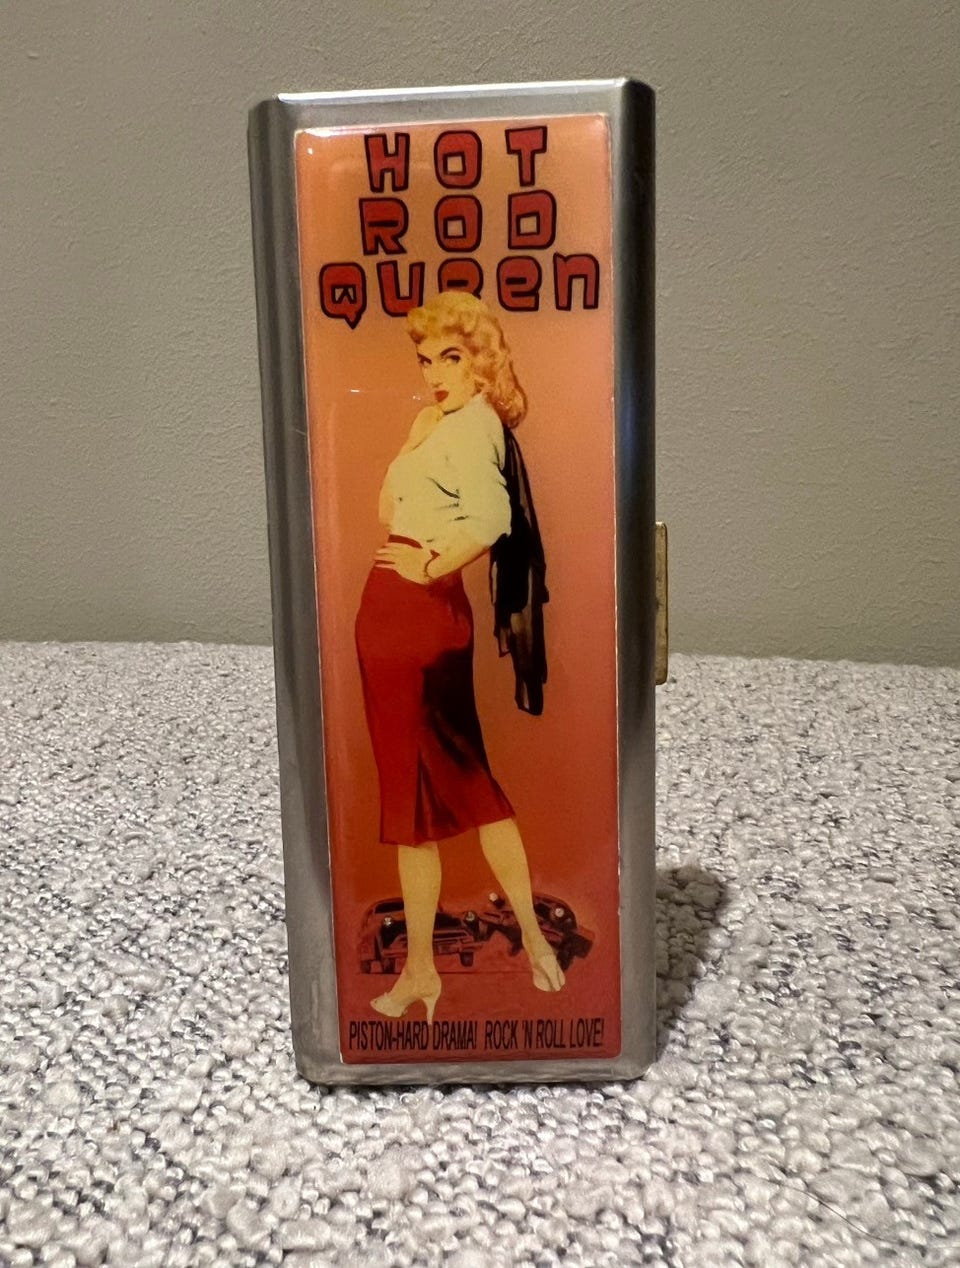 HOT
ROD
Queen
PISTON-HARD DRAMA! ROCK 'N ROLL LOVE!